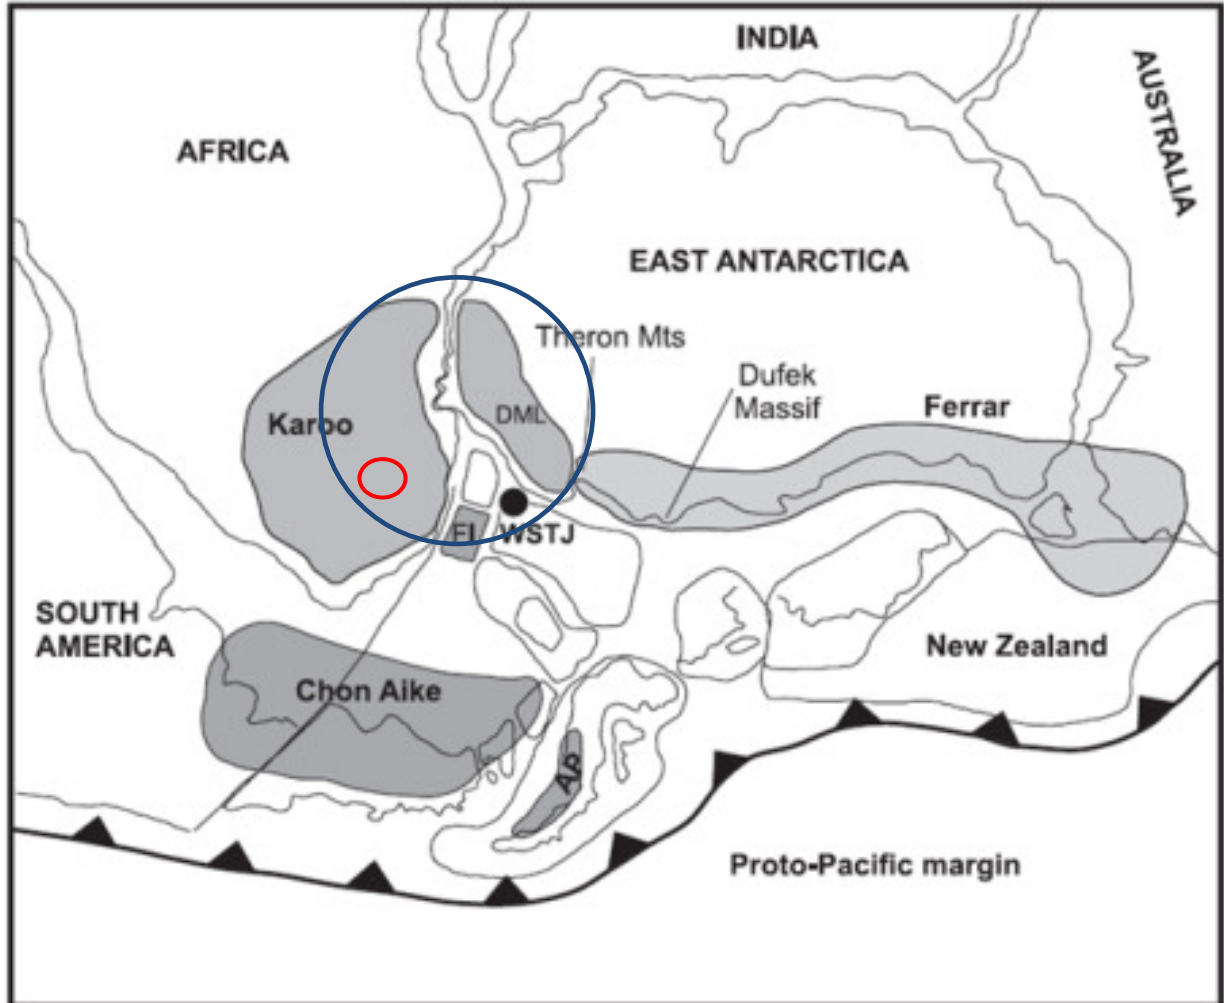 INDIA
AUSTRALIA
AFRICA
EAST ANTARCTICA
Theron Mts
Dufek
Massif
Ferrar
Karoo
DML
FI
WSTJ
SOUTH
AMERICA
New Zealand
Chon Aike
AP
Proto-Pacific margin